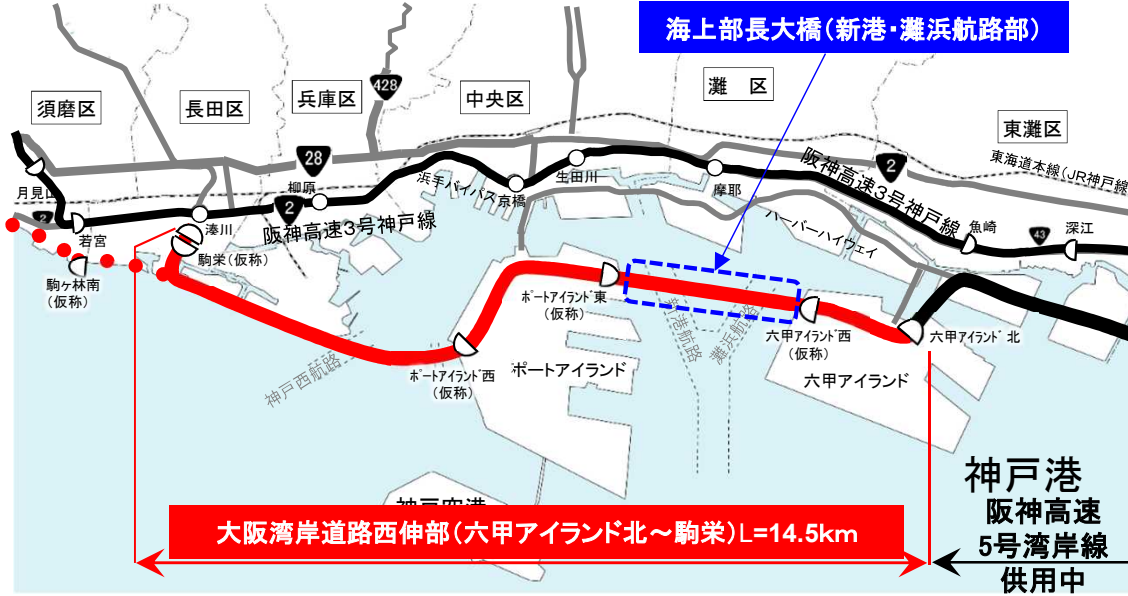 海上部長大橋(新港・灘浜航路部)
須磨区
長田区
兵庫区
428
中央区
灘　区
東灘区
28
2
東海道本線(JR神戸線)
月見山
2
若宮
湊川
柳原
2
阪神高速3号神戸線
浜手バイパス
京橋
生田川
摩耶
阪神高速3号神戸線
ハーバーハイウェイ
魚崎
43
深江
駒栄(仮称)
駒ヶ林南
(仮称)
神戸西航路
ポートアイランド西
(仮称)
ポートアイランド東
(仮称)
ポートアイランド
新港航路
灘浜航路
六甲アイランド西
(仮称)
六甲アイランド北
六甲アイランド
神戸空港
大阪湾岸道路西伸部(六甲アイランド北～駒栄)L=14.5km
神戸港
阪神高速
5号湾岸線
供用中